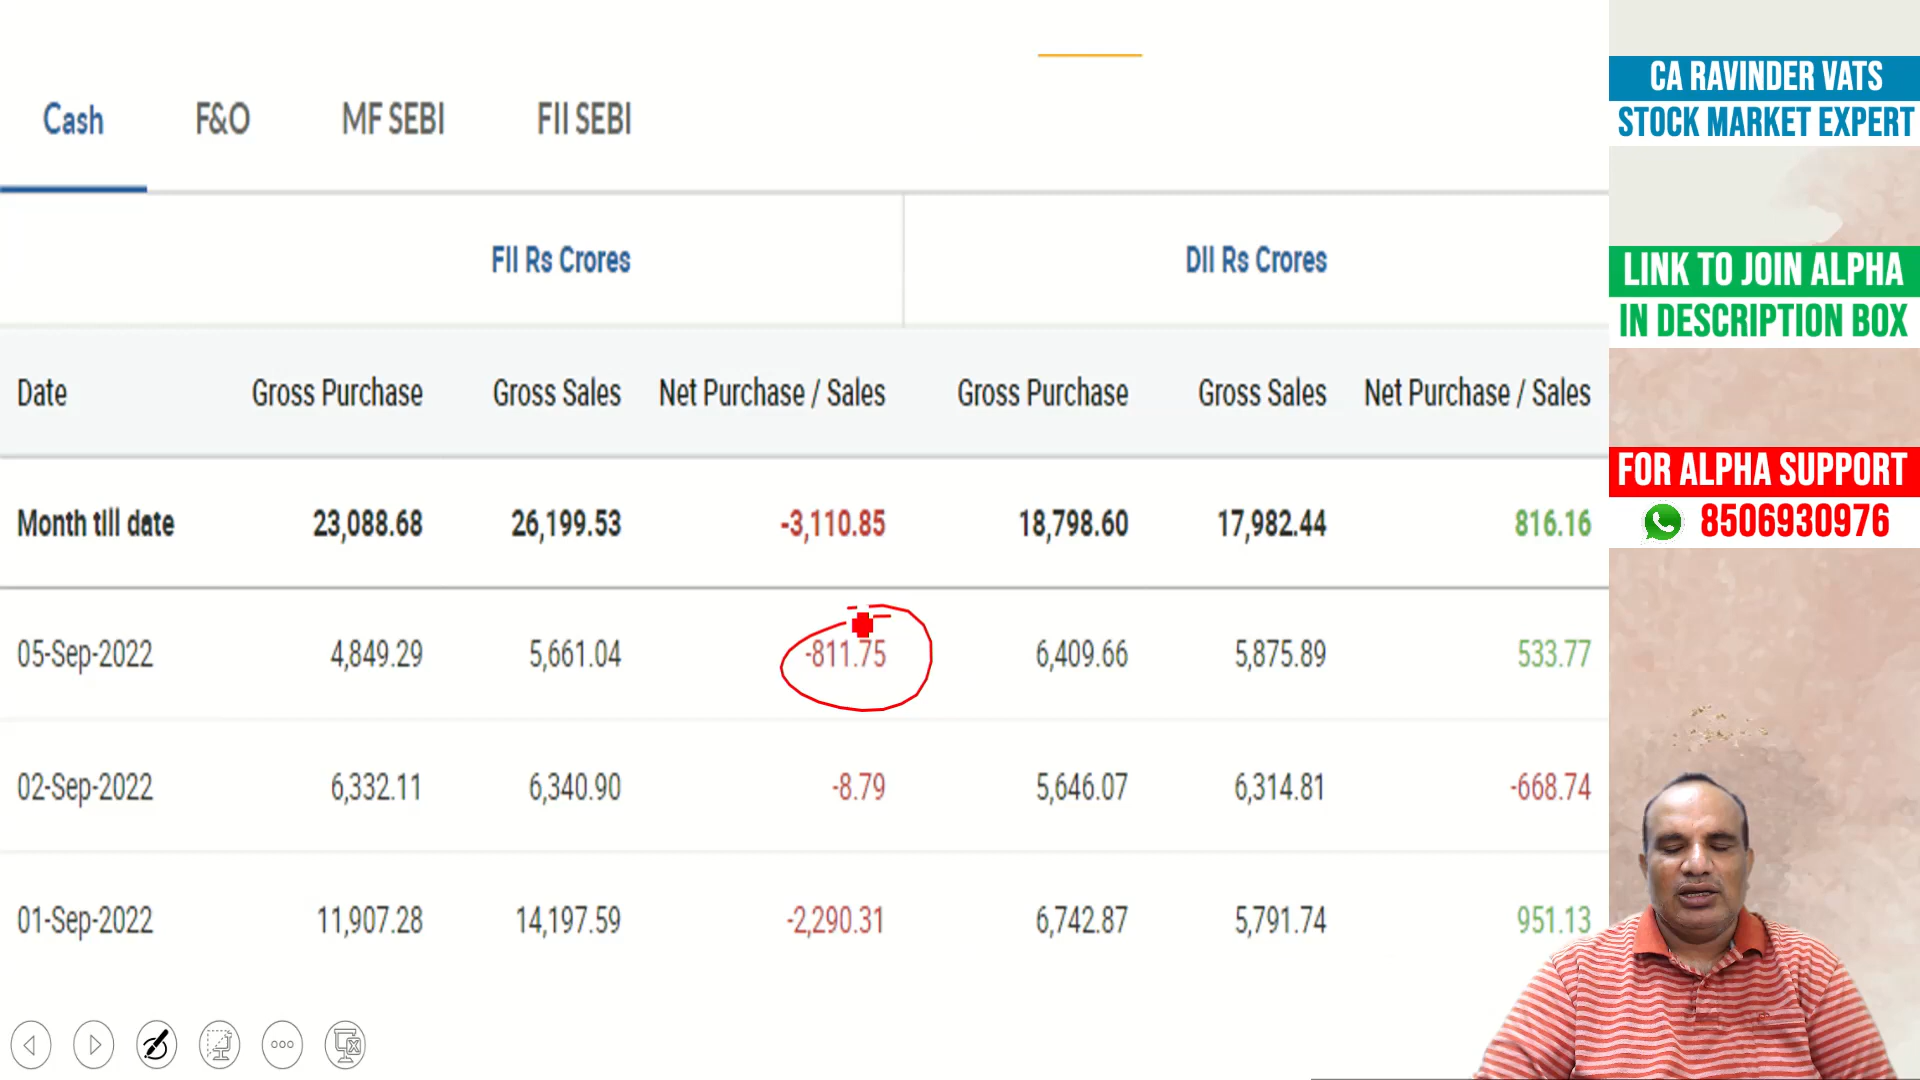 CA RAVINDER VATS
STOCK MARKET EXPERT
Cash F&O MF SEBI FII SEBI
FII Rs Crores DII Rs Crores
LINK TO JOIN ALPHA
IN DESCRIPTION BOX
Date Gross Purchase Gross Sales Net Purchase / Sales Gross Purchase Gross Sales Net Purchase / Sales
FOR ALPHA SUPPORT
8506930976
Month till date 23,088.68 26,199.53 -3,110.85 18,798.60 17,982.44 816.16
05-Sep-2022 4,849.29 5,661.04 -811.75 6,409.66 5,875.89 533.77
02-Sep-2022 6,332.11 6,340.90 -8.79 5,646.07 6,314.81 -668.74
01-Sep-2022 11,907.28 14,197.59 -2,290.31 6,742.87 5,791.74 951.13